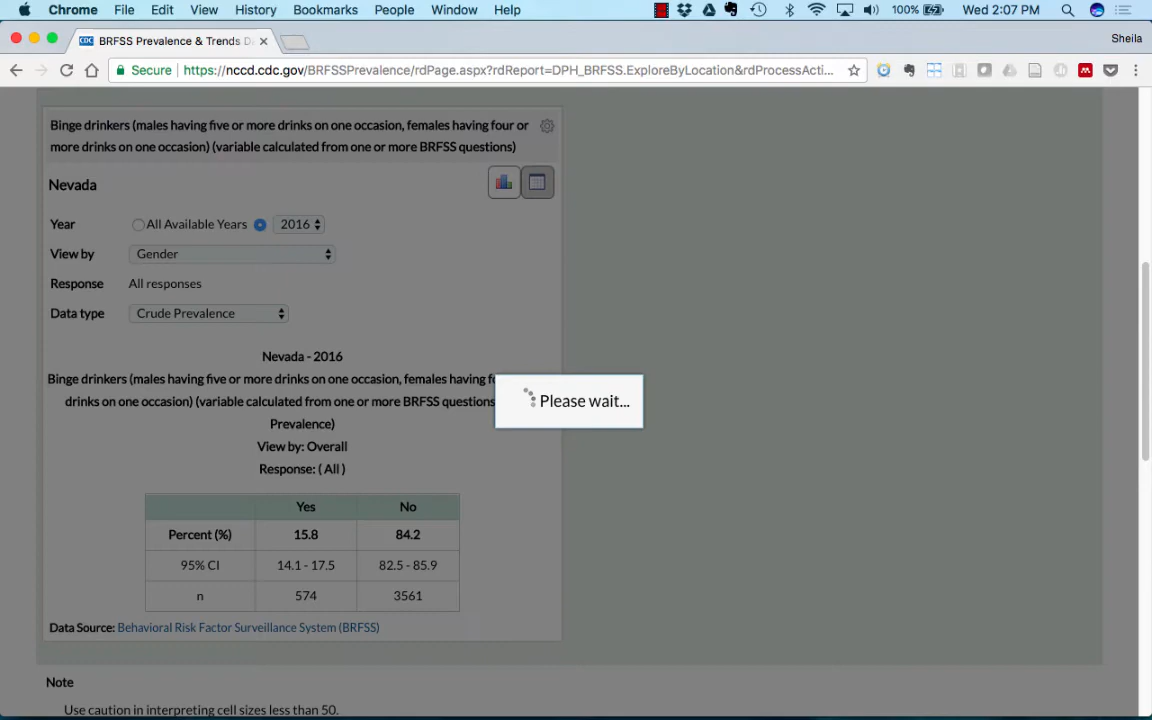 Chrome File Edit View History Bookmarks People Window Help 100% Wed 2:07 PM
BRFSS Prevalence & Trends D Sheila
Secure https://nccd.cdc.gov/BRFSSPrevalence/rdPage.aspx?rdReport=DPH_BRFSS.ExploreByLocation&rdProcessActi...
Binge drinkers (males having five or more drinks on one occasion, females having four or
more drinks on one occasion) (variable calculated from one or more BRFSS questions)
Nevada
Year All Available Years 2016
View by Gender
Response All responses
Data type Crude Prevalence
Nevada - 2016
Binge drinkers (males having five or more drinks on one occasion, females having
drinks on one occasion) (variable calculated from one or more BRFSS questions
Please wait...
Prevalence)
View by: Overall
Response: ( All )
Yes No
Percent (%) 15.8 84.2
95% CI 14.1 - 17.5 82.5 - 85.9
n 574 3561
Data Source: Behavioral Risk Factor Surveillance System (BRFSS)
Note
Use caution in interpreting cell sizes less than 50.